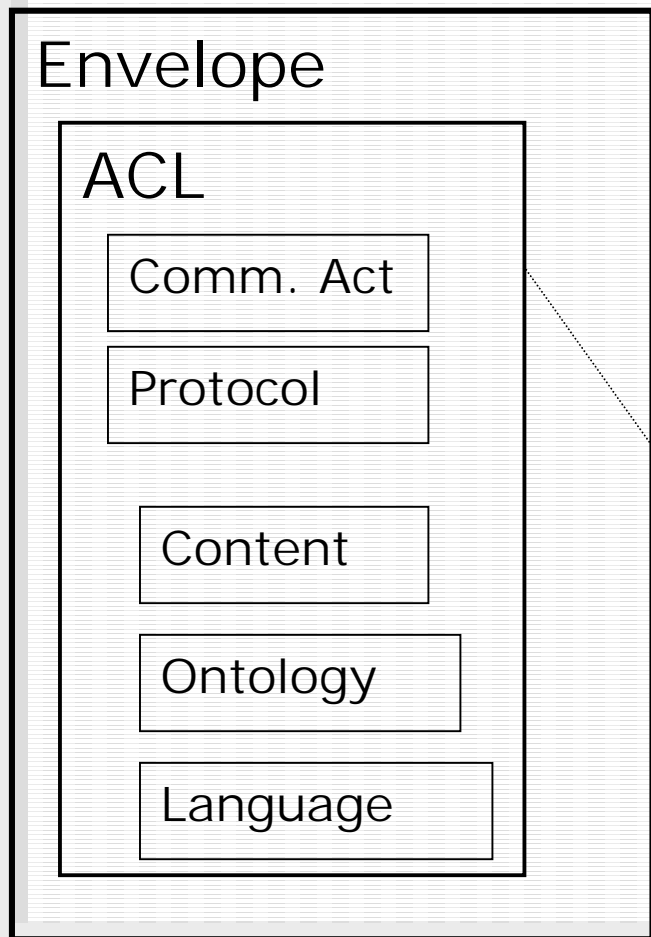 Envelope
ACL
Comm. Act
Protocol
Content
Ontology
Language